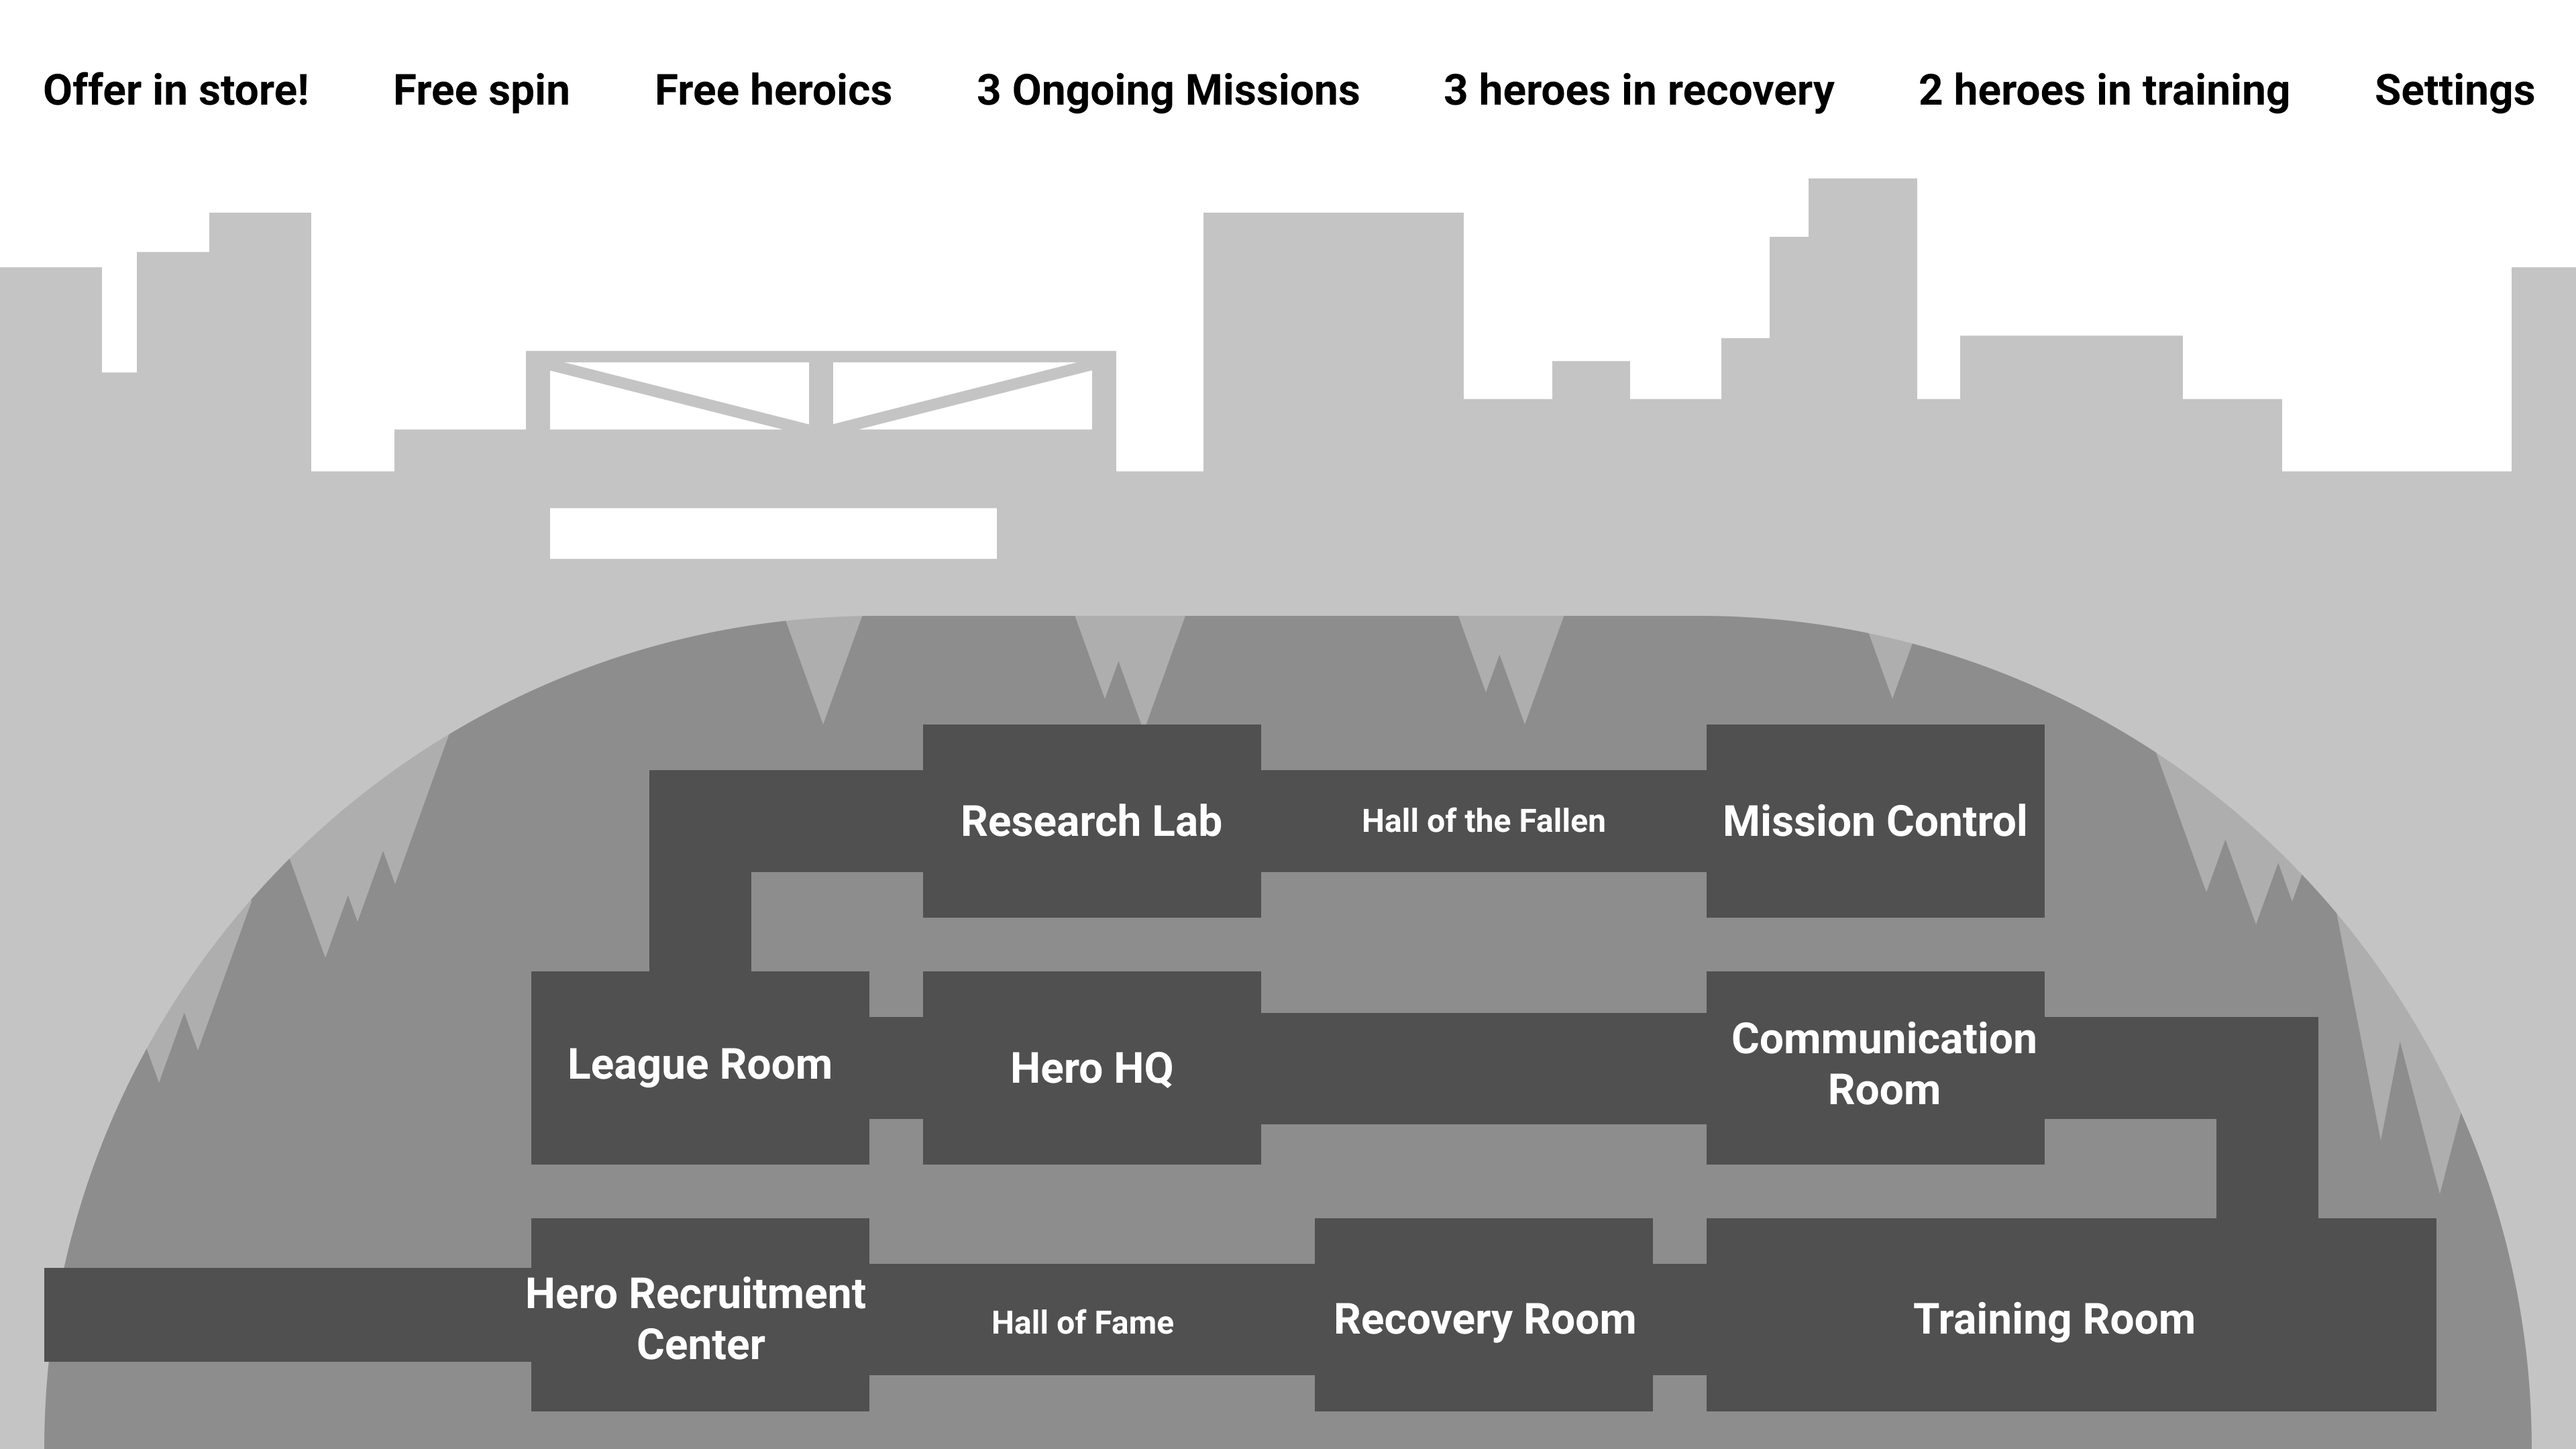 Offer in store!
Free spin
Free heroics
3 Ongoing Missions
3 heroes in recovery
2 heroes in training
Settings
Research Lab
Hall of the Fallen
Mission Control
League Room
Hero HQ
Communication
Room
Hero Recruitment
Center
Hall of Fame
Recovery Room
Training Room